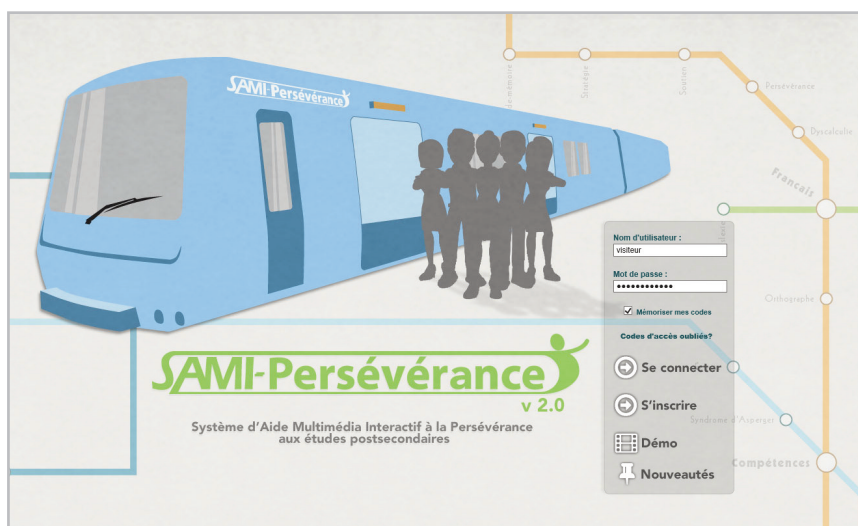 SAMI-Persévérance
de mémoire
Stratégie
Soutien
Persévérance
Dyscalculie
Français
Nom d'utilisateur :
visiteur
Mot de passe :
••••••••••••
Mémoriser mes codes
Codes d'accès oubliés?
Orthographe
Se connecter
S'inscrire
Syndrome d'Asperger
Démo
Compétences
Nouveautés
SAMI-Persévérance
v 2.0
Système d'Aide Multimédia Interactif à la Persévérance
aux études postsecondaires